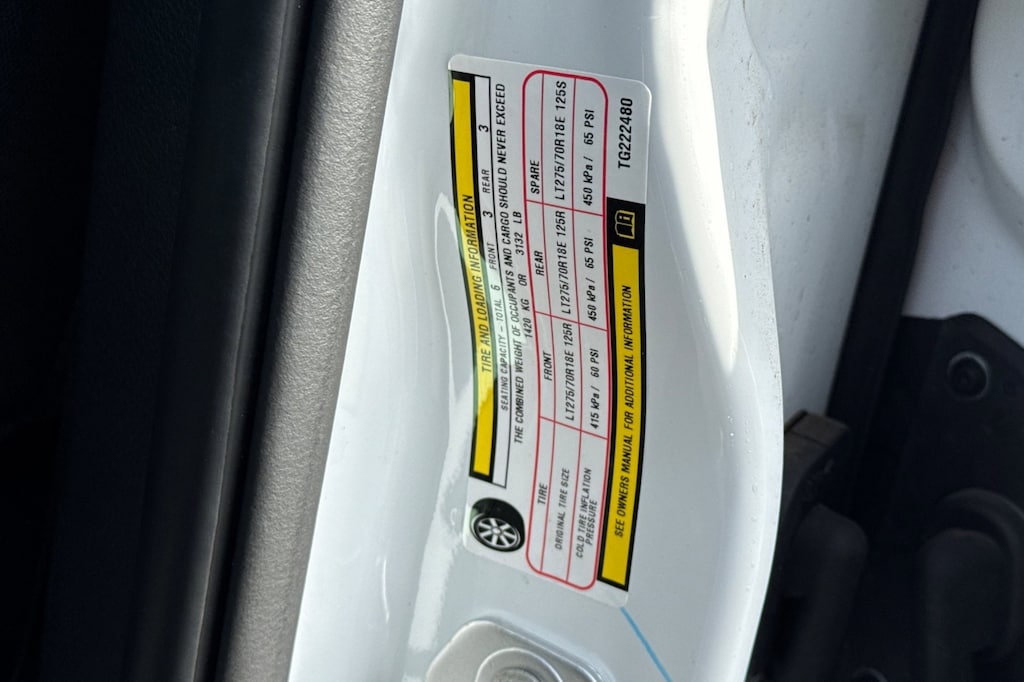 TIRE AND LOADING INFORMATION
SEATING CAPACITY – TOTAL 6 FRONT 3 REAR 3
THE COMBINED WEIGHT OF OCCUPANTS AND CARGO SHOULD NEVER EXCEED
1420 KG OR 3132 LB
TIRE FRONT REAR SPARE
ORIGINAL TIRE SIZE LT275/70R18E 125R LT275/70R18E 125R LT275/70R18E 125S
COLD TIRE INFLATION
PRESSURE 415 kPa / 60 PSI 450 kPa / 65 PSI 450 kPa / 65 PSI
SEE OWNERS MANUAL FOR ADDITIONAL INFORMATION
TG222480